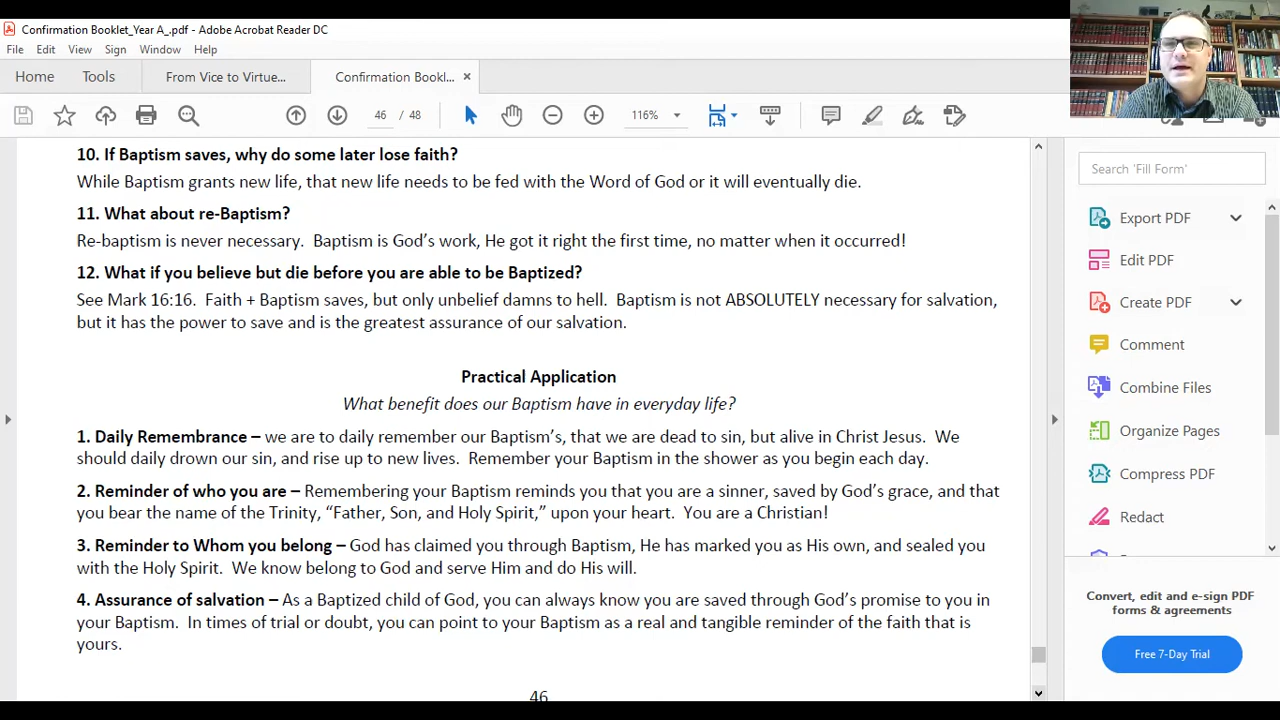 Confirmation Booklet_Year A_.pdf - Adobe Acrobat Reader DC
File Edit View Sign Window Help
Home Tools From Vice to Virtue... Confirmation Bookl... ×
46 / 48 116%
10. If Baptism saves, why do some later lose faith?
While Baptism grants new life, that new life needs to be fed with the Word of God or it will eventually die.
11. What about re-Baptism?
Re-baptism is never necessary. Baptism is God's work, He got it right the first time, no matter when it occurred!
12. What if you believe but die before you are able to be Baptized?
See Mark 16:16. Faith + Baptism saves, but only unbelief damns to hell. Baptism is not ABSOLUTELY necessary for salvation,
but it has the power to save and is the greatest assurance of our salvation.
Practical Application
What benefit does our Baptism have in everyday life?
1. Daily Remembrance – we are to daily remember our Baptism's, that we are dead to sin, but alive in Christ Jesus. We
should daily drown our sin, and rise up to new lives. Remember your Baptism in the shower as you begin each day.
2. Reminder of who you are – Remembering your Baptism reminds you that you are a sinner, saved by God's grace, and that
you bear the name of the Trinity, "Father, Son, and Holy Spirit," upon your heart. You are a Christian!
3. Reminder to Whom you belong – God has claimed you through Baptism, He has marked you as His own, and sealed you
with the Holy Spirit. We know belong to God and serve Him and do His will.
4. Assurance of salvation – As a Baptized child of God, you can always know you are saved through God's promise to you in
your Baptism. In times of trial or doubt, you can point to your Baptism as a real and tangible reminder of the faith that is
yours.
46
Search 'Fill Form'
Export PDF
Edit PDF
Create PDF
Comment
Combine Files
Organize Pages
Compress PDF
Redact
Convert, edit and e-sign PDF
forms & agreements
Free 7-Day Trial